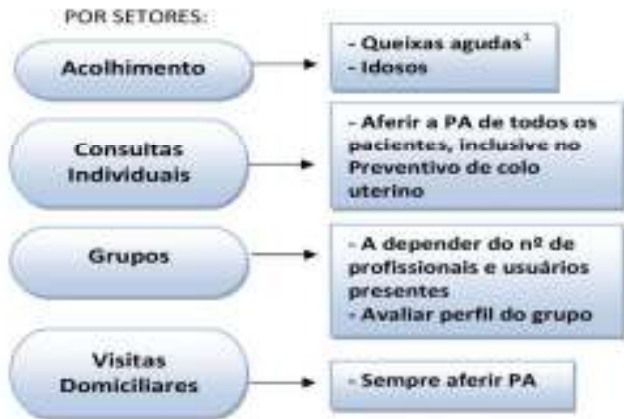 POR SETORES:
Acolhimento
- Queixas agudas¹
- Idosos
Consultas
Individuais
- Aferir a PA de todos os
pacientes, inclusive no
Preventivo de colo
uterino
Grupos
- A depender do nº de
profissionais e usuários
presentes
- Avaliar perfil do grupo
Visitas
Domiciliares
- Sempre aferir PA